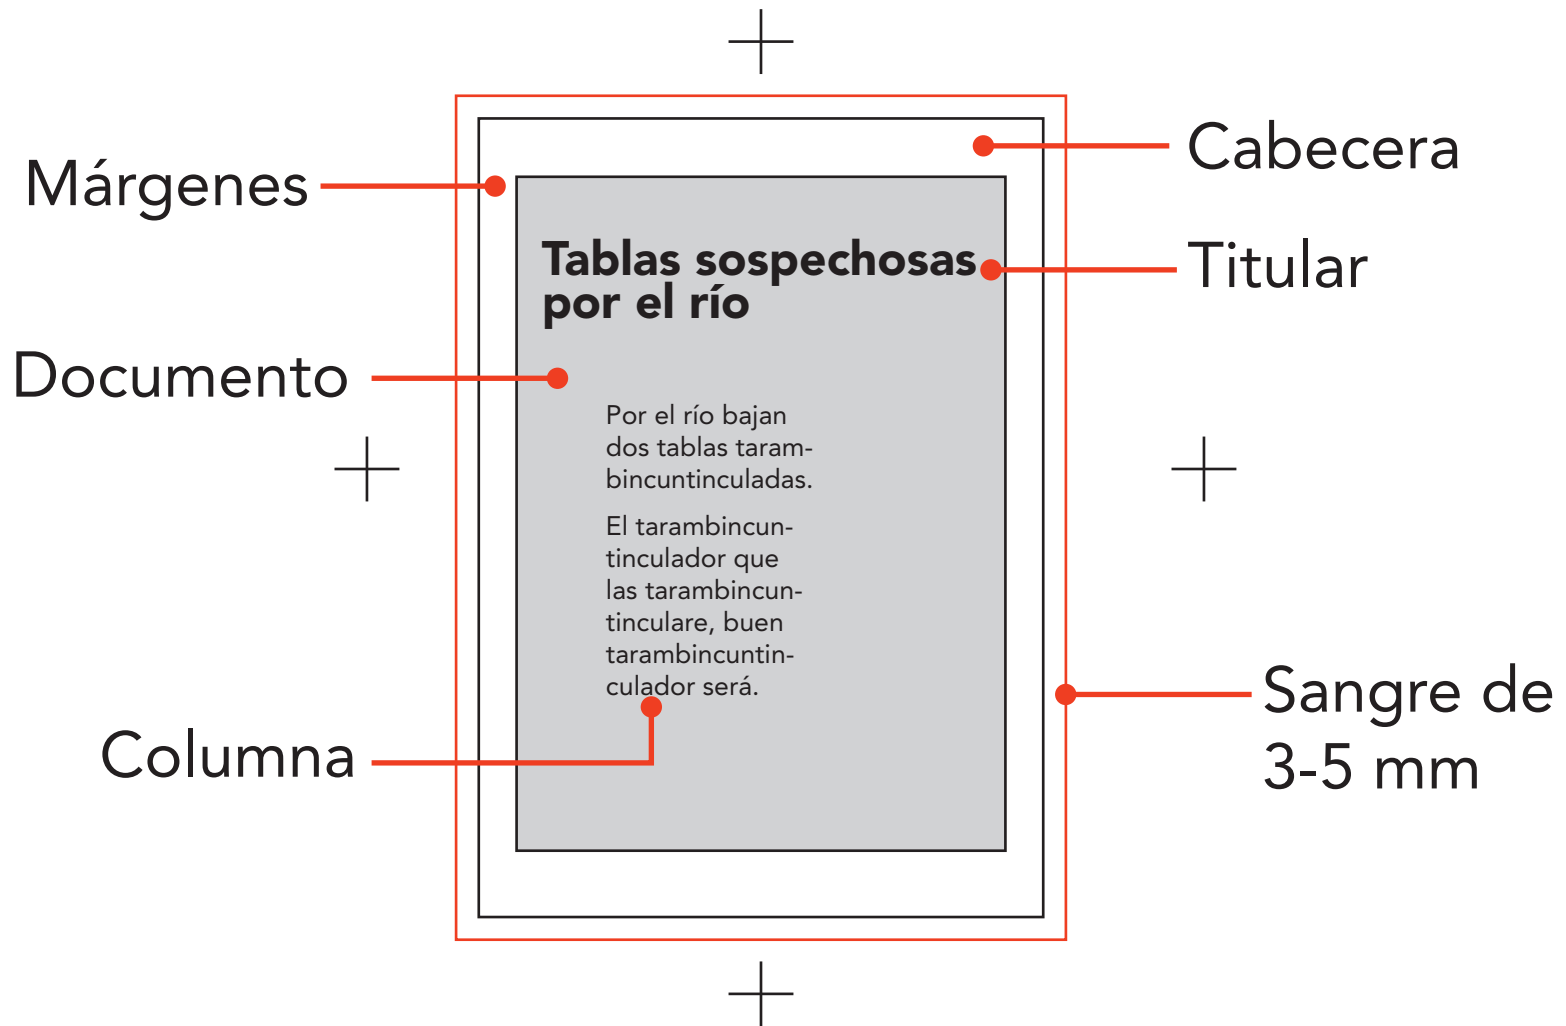 Márgenes
Cabecera
Titular
Tablas sospechosas
por el río
Documento
Por el río bajan
dos tablas taram-
bincuntinculadas.
El tarambincun-
tinculador que
las tarambincun-
tinculare, buen
tarambincuntin-
culador será.
Columna
Sangre de
3-5 mm